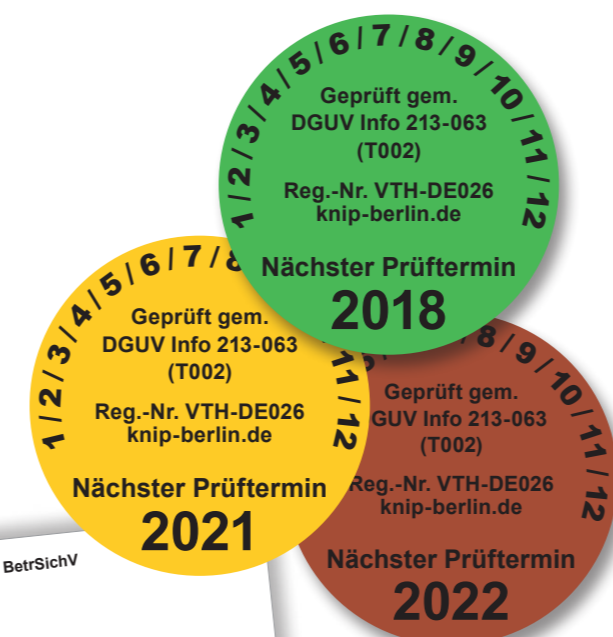 1 / 2 / 3 / 4 / 5 / 6 / 7 / 8 / 9 / 10 / 11 / 12
Geprüft gem.
DGUV Info 213-063
(T002)
Reg.-Nr. VTH-DE026
knip-berlin.de
Nächster Prüftermin
2018
1 / 2 / 3 / 4 / 5 / 6 / 7 / 8
11 / 12
Geprüft gem.
DGUV Info 213-063
(T002)
Reg.-Nr. VTH-DE026
knip-berlin.de
Nächster Prüftermin
2021
/ 8 / 9 / 10 / 11 / 12
Geprüft gem.
GUV Info 213-063
(T002)
Reg.-Nr. VTH-DE026
knip-berlin.de
Nächster Prüftermin
2022
BetrSichV